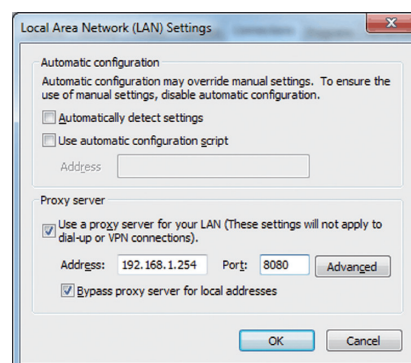 Local Area Network (LAN) Settings
Automatic configuration
Automatic configuration may override manual settings. To ensure the
use of manual settings, disable automatic configuration.
Automatically detect settings
Use automatic configuration script
Address
Proxy server
Use a proxy server for your LAN (These settings will not apply to
dial-up or VPN connections).
Address: 192.168.1.254 Port: 8080 Advanced
Bypass proxy server for local addresses
OK Cancel